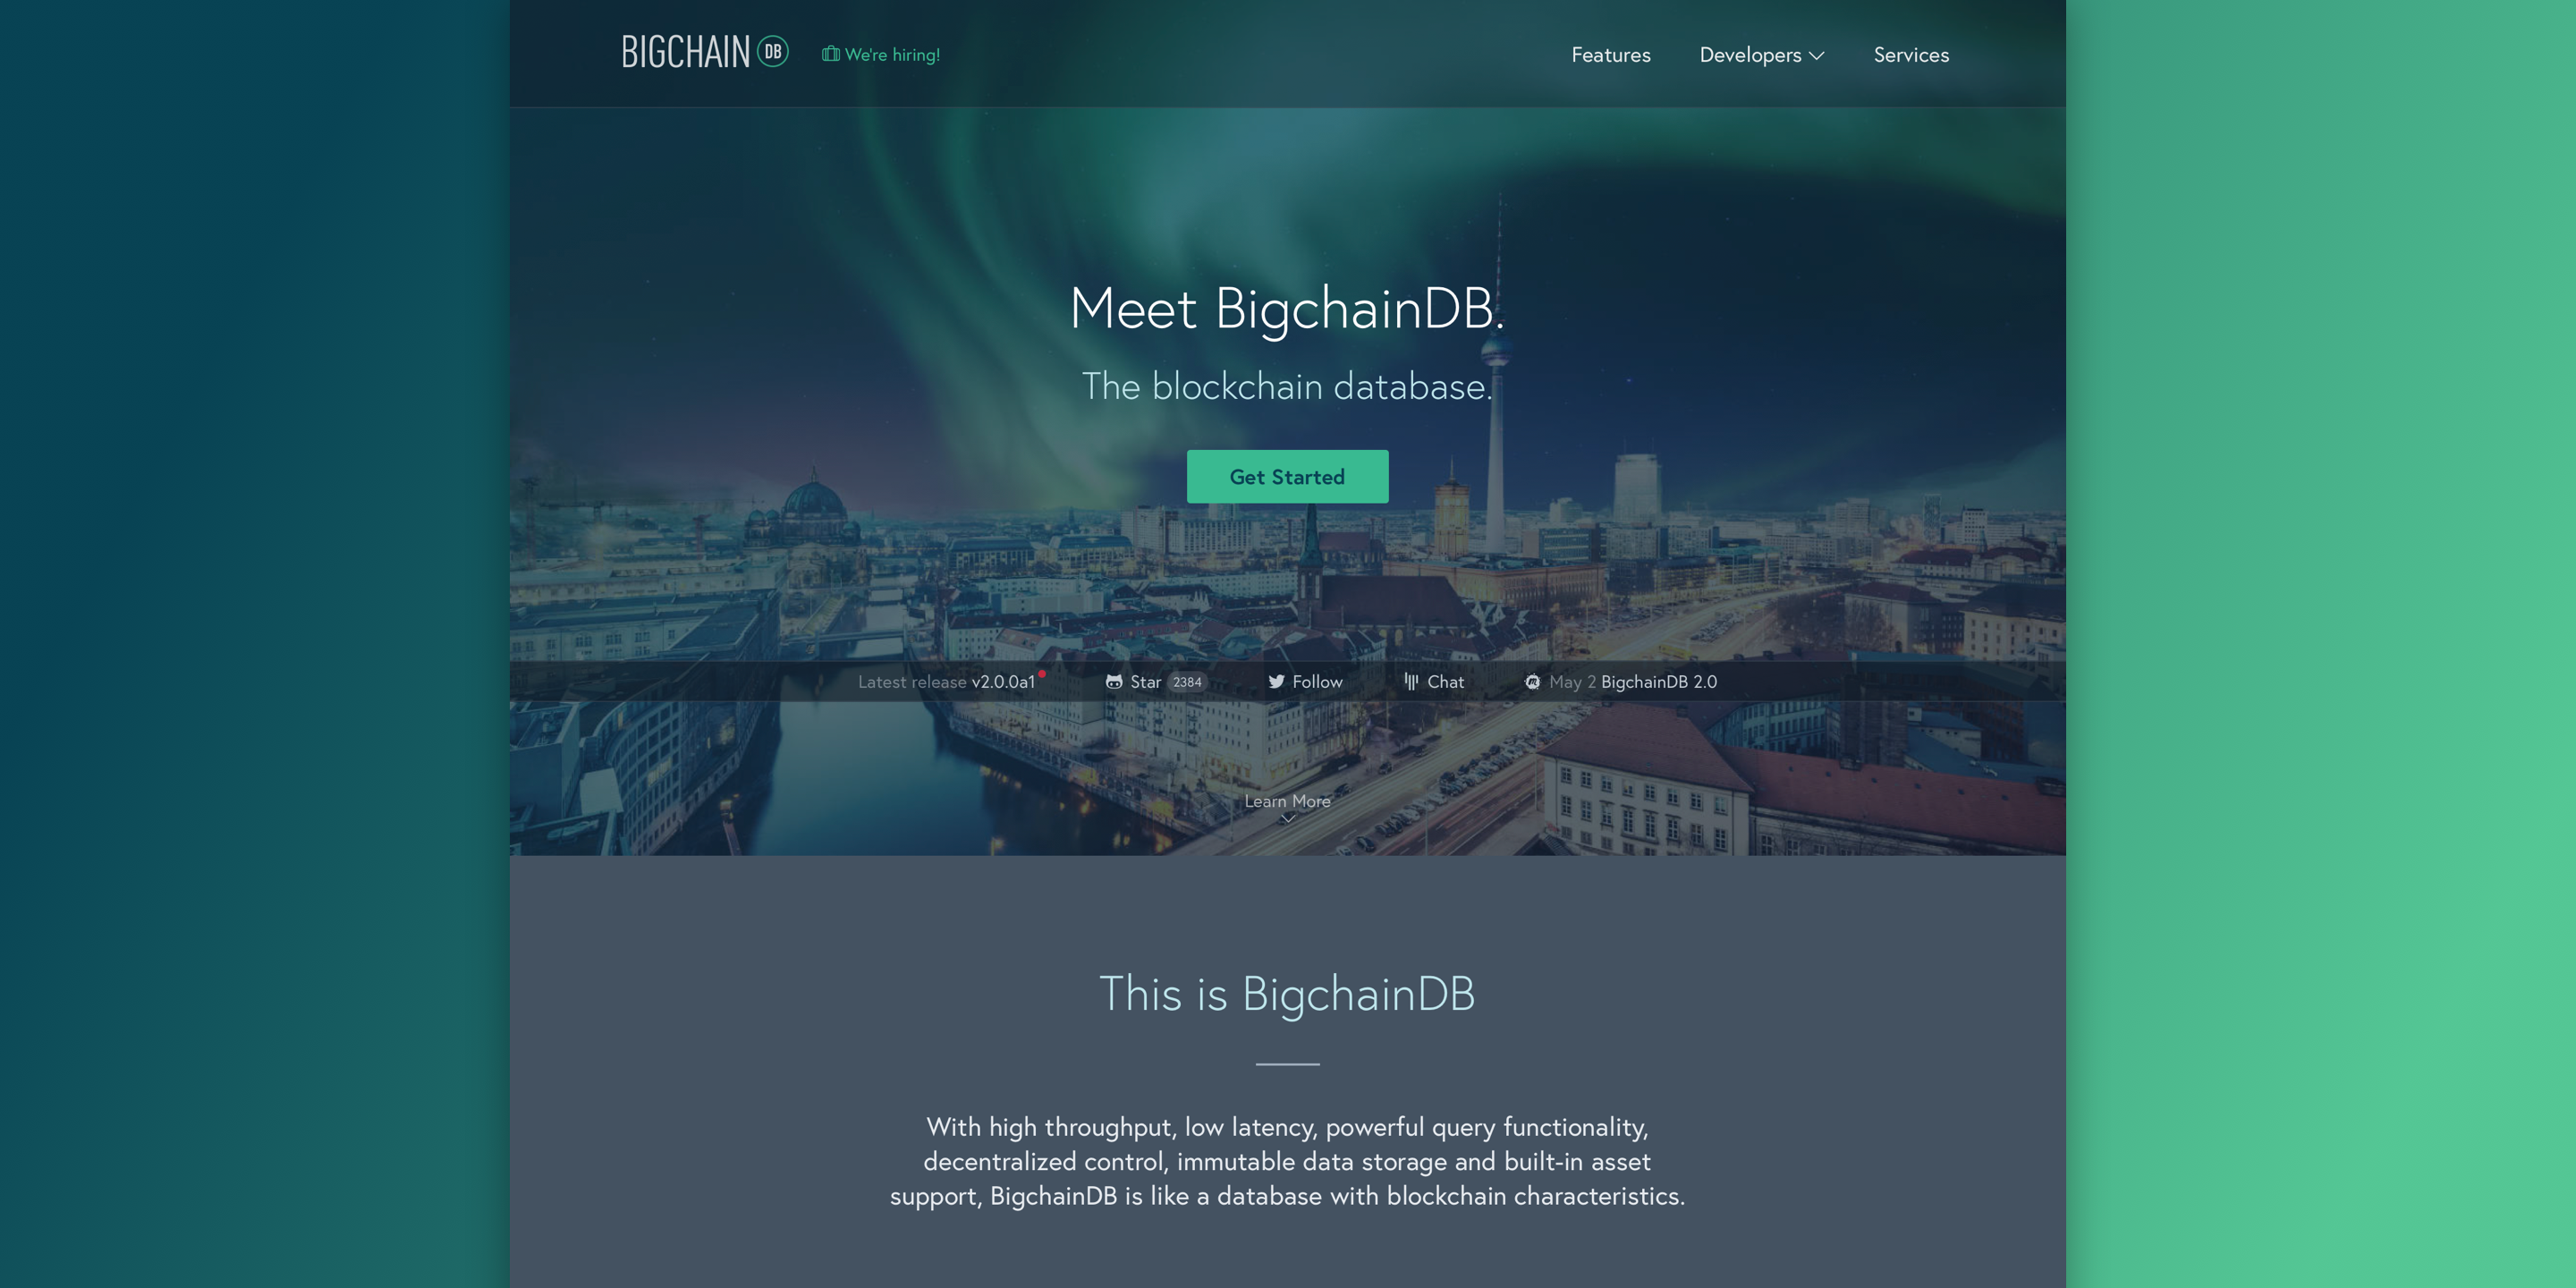 BIGCHAIN DB
We're hiring!
Features
Developers
Services
Meet BigchainDB.
The blockchain database.
Get Started
Latest release v2.0.0a1
Star 2384
Follow
Chat
May 2 BigchainDB 2.0
Learn More
This is BigchainDB
With high throughput, low latency, powerful query functionality,
decentralized control, immutable data storage and built-in asset
support, BigchainDB is like a database with blockchain characteristics.